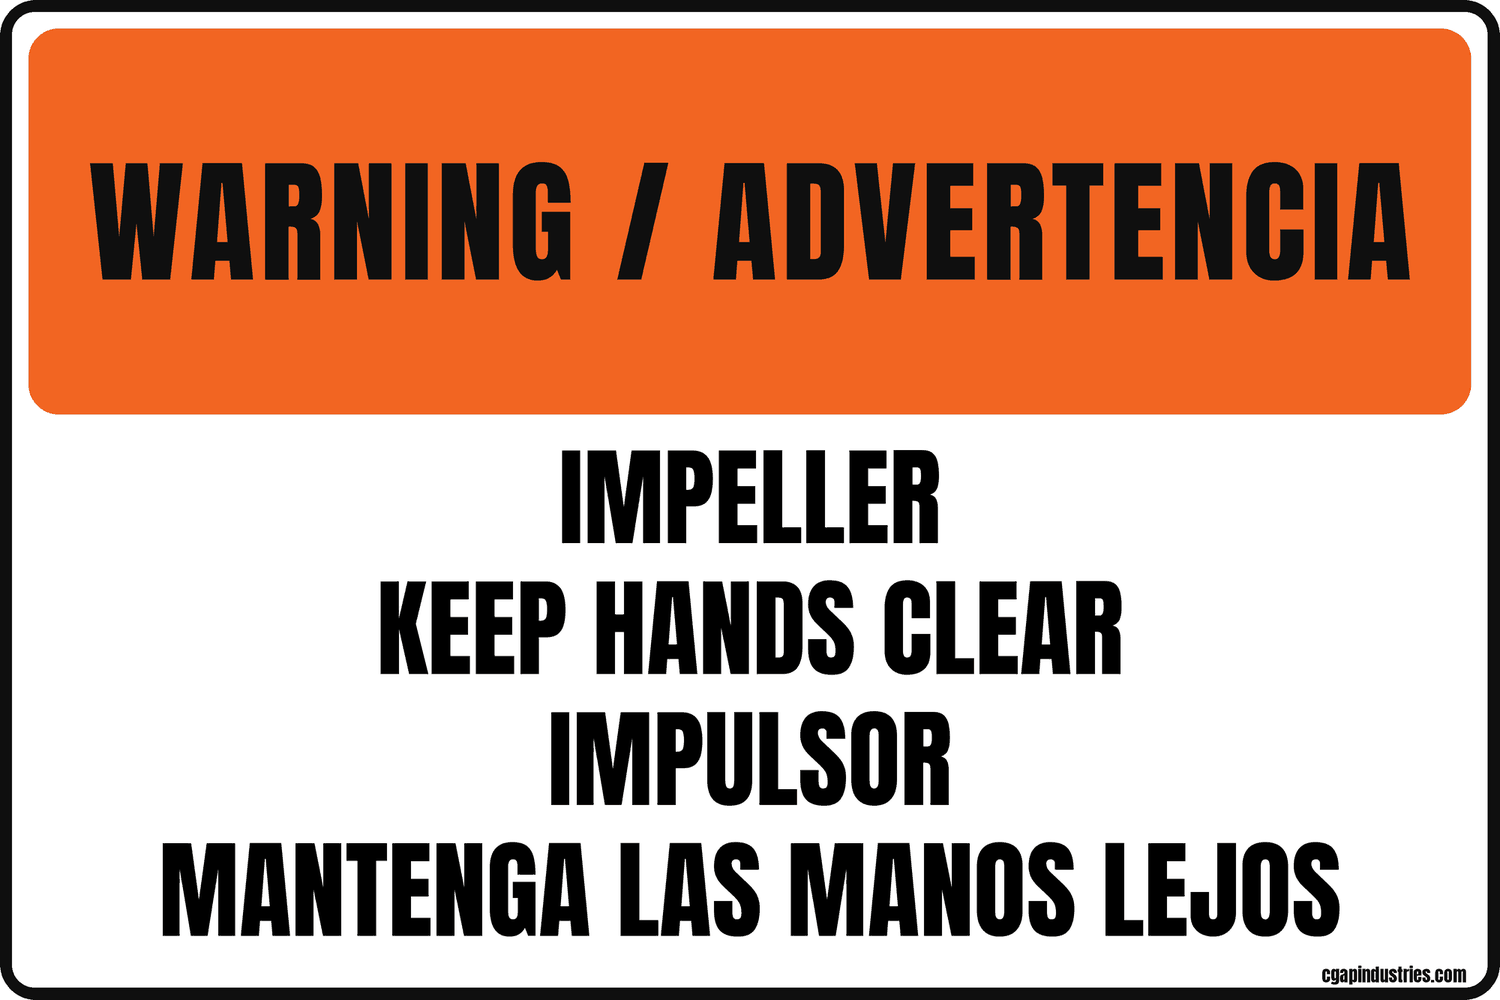 WARNING / ADVERTENCIA
IMPELLER
KEEP HANDS CLEAR
IMPULSOR
MANTENGA LAS MANOS LEJOS
cgapindustries.com